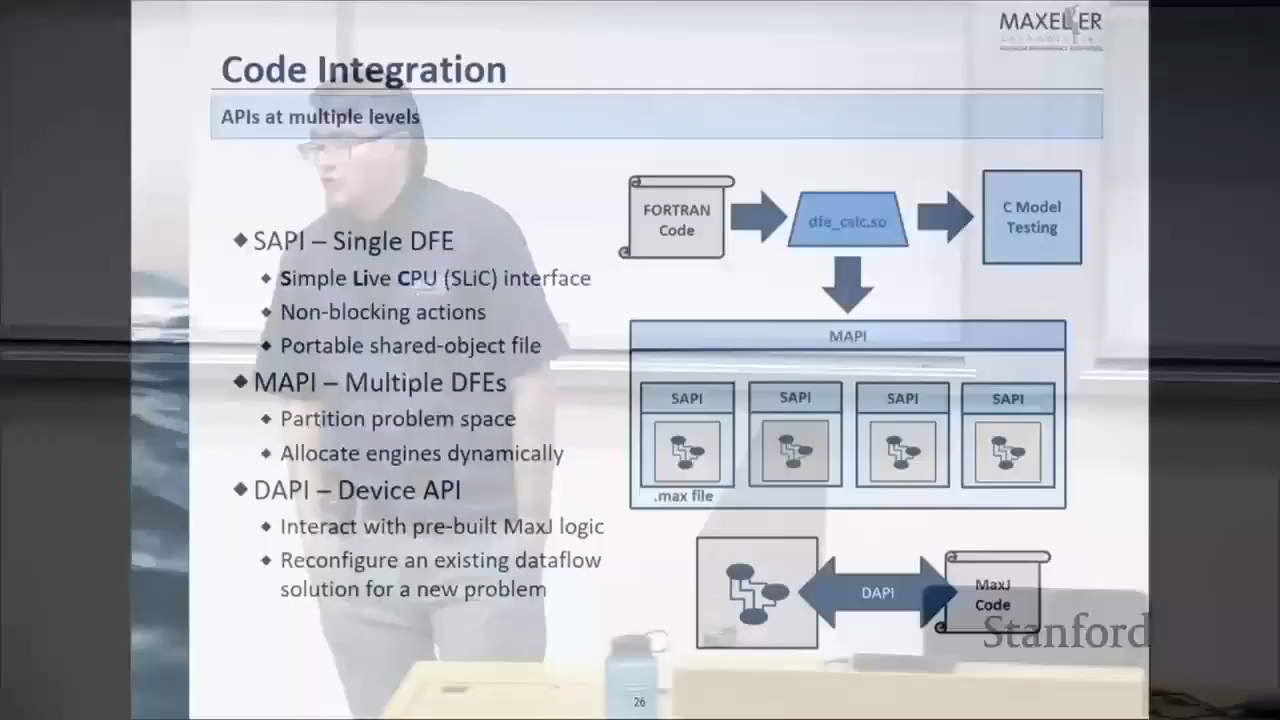 MAXELER
Code Integration
APIs at multiple levels
SAPI – Single DFE
Simple Live CPU (SLiC) interface
Non-blocking actions
Portable shared-object file
MAPI – Multiple DFEs
Partition problem space
Allocate engines dynamically
DAPI – Device API
Interact with pre-built MaxJ logic
Reconfigure an existing dataflow
solution for a new problem
FORTRAN
Code
dfe_calc.so
C Model
Testing
MAPI
SAPI
SAPI
SAPI
SAPI
.max file
DAPI
MaxJ
Code
Stanford
26